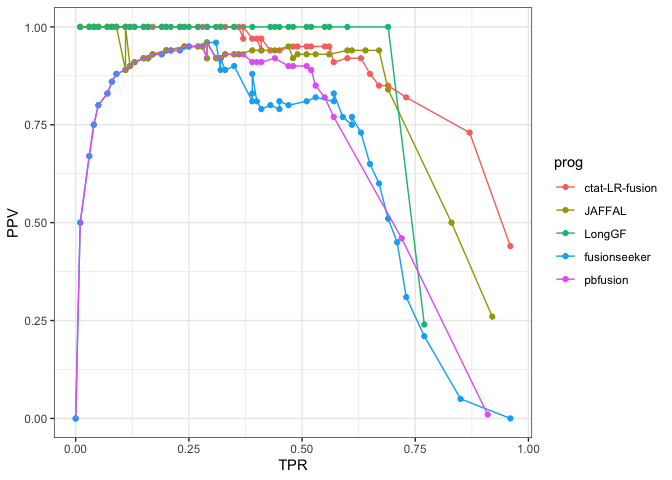 1.00
0.75
0.50
0.25
0.00
PPV
0.00
0.25
0.50
0.75
1.00
TPR
prog
ctat-LR-fusion
JAFFAL
LongGF
fusionseeker
pbfusion